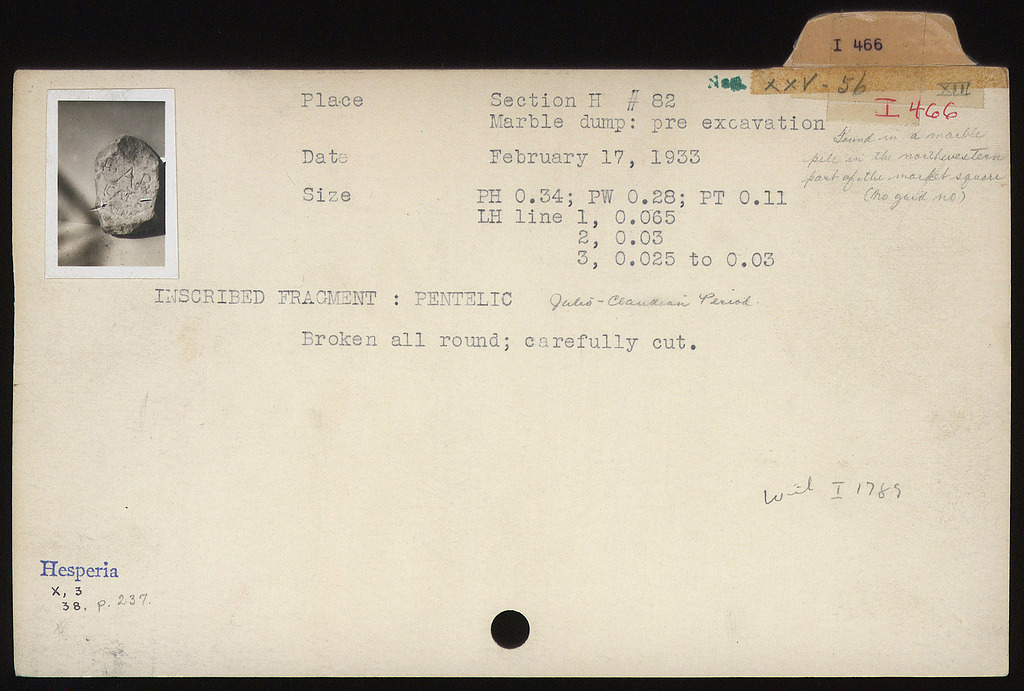 I 466
Neg. XXV - 56 XIII
I 466
Place Section H # 82
Marble dump: pre excavation
Found in a marble
pile in the northwestern
part of the market square
(no grid no)
Date February 17, 1933
Size PH 0.34; PW 0.28; PT 0.11
LH line 1, 0.065
2, 0.03
3, 0.025 to 0.03
INSCRIBED FRAGMENT : PENTELIC Julio-Claudian Period.
Broken all round; carefully cut.
With I 1789
Hesperia
X, 3
38, p. 237.